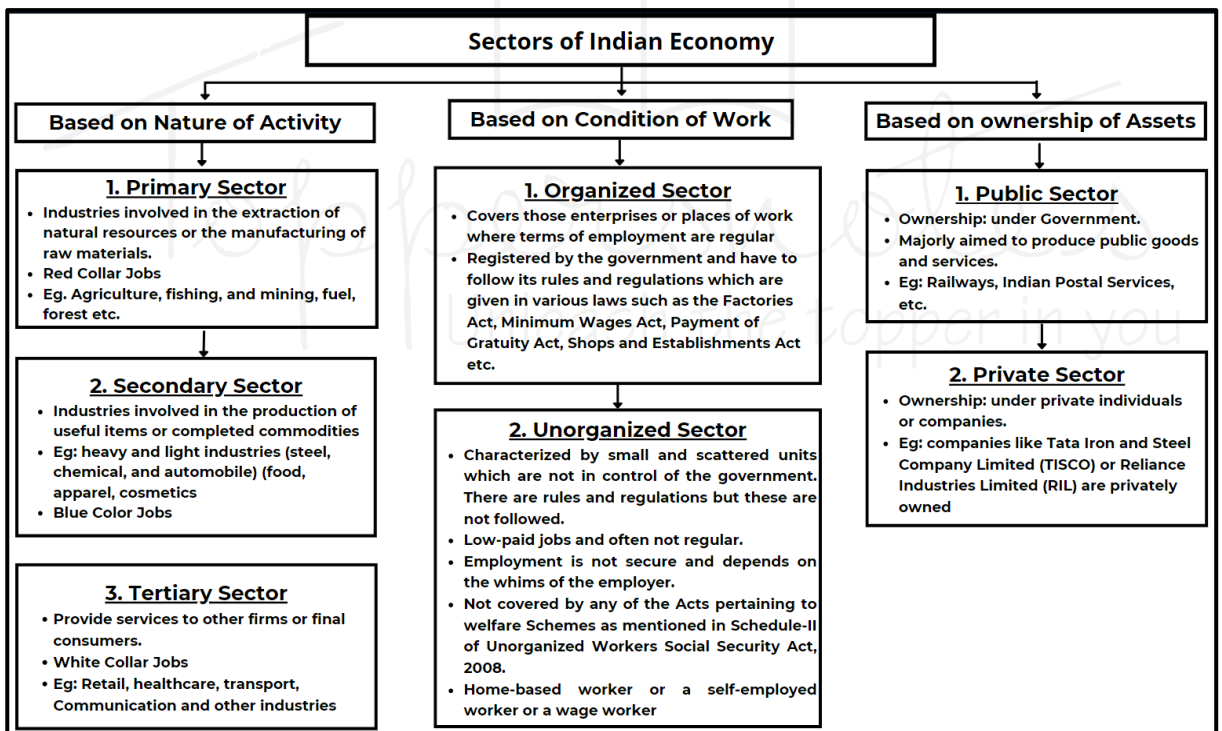 Sectors of Indian Economy
Based on Nature of Activity
1. Primary Sector
• Industries involved in the extraction of
natural resources or the manufacturing of
raw materials.
• Red Collar Jobs
• Eg. Agriculture, fishing, and mining, fuel,
forest etc.
2. Secondary Sector
• Industries involved in the production of
useful items or completed commodities
• Eg: heavy and light industries (steel,
chemical, and automobile) (food,
apparel, cosmetics
• Blue Color Jobs
3. Tertiary Sector
• Provide services to other firms or final
consumers.
• White Collar Jobs
• Eg: Retail, healthcare, transport,
Communication and other industries
Based on Condition of Work
1. Organized Sector
• Covers those enterprises or places of work
where terms of employment are regular
• Registered by the government and have to
follow its rules and regulations which are
given in various laws such as the Factories
Act, Minimum Wages Act, Payment of
Gratuity Act, Shops and Establishments Act
etc.
2. Unorganized Sector
• Characterized by small and scattered units
which are not in control of the government.
There are rules and regulations but these are
not followed.
• Low-paid jobs and often not regular.
• Employment is not secure and depends on
the whims of the employer.
• Not covered by any of the Acts pertaining to
welfare Schemes as mentioned in Schedule-II
of Unorganized Workers Social Security Act,
2008.
• Home-based worker or a self-employed
worker or a wage worker
Based on ownership of Assets
1. Public Sector
• Ownership: under Government.
• Majorly aimed to produce public goods
and services.
• Eg: Railways, Indian Postal Services,
etc.
2. Private Sector
• Ownership: under private individuals
or companies.
• Eg: companies like Tata Iron and Steel
Company Limited (TISCO) or Reliance
Industries Limited (RIL) are privately
owned
Toppersnotes
Unleash the topper in you